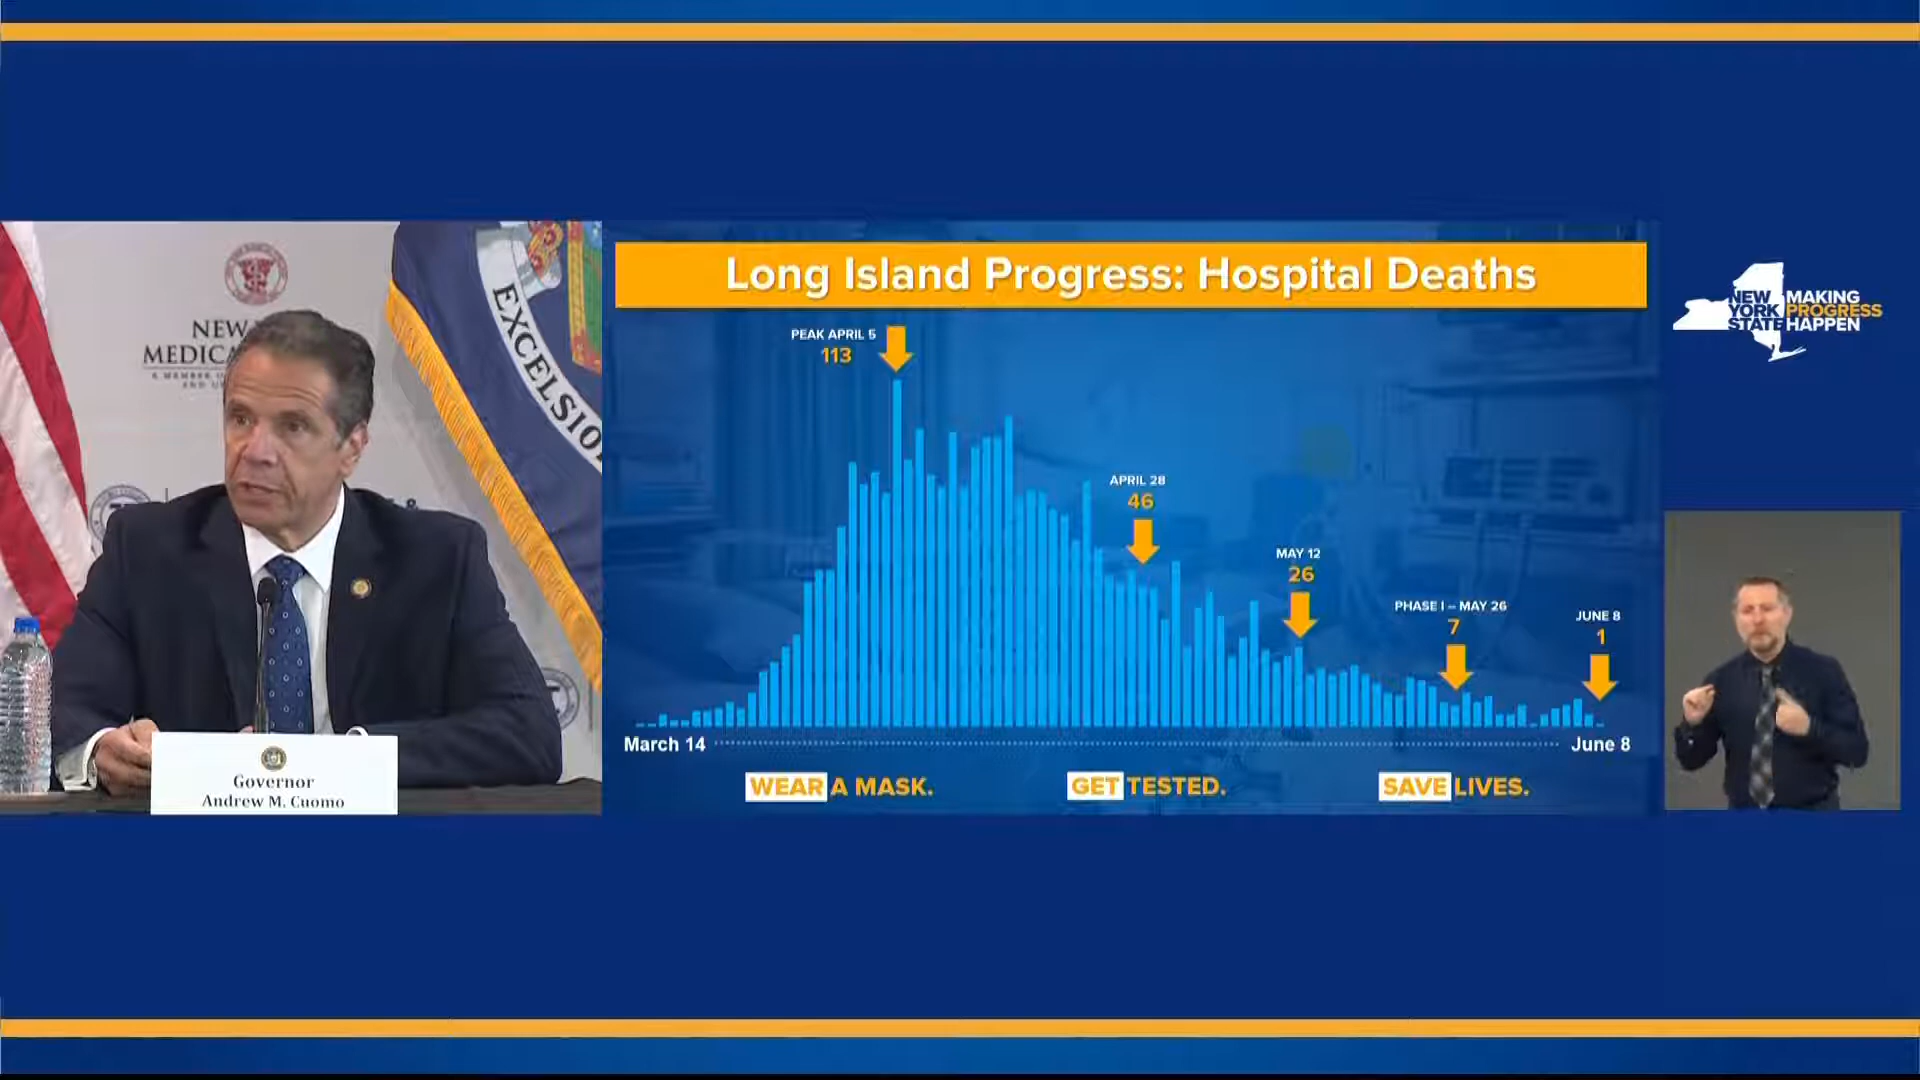 Long Island Progress: Hospital Deaths
PEAK APRIL 5
113
APRIL 28
46
MAY 12
26
PHASE I – MAY 26
7
JUNE 8
1
March 14
June 8
WEAR A MASK.
GET TESTED.
SAVE LIVES.
NEW YORK STATE
MAKING PROGRESS HAPPEN
NEW
EXCELSIO
Governor
Andrew M. Cuomo